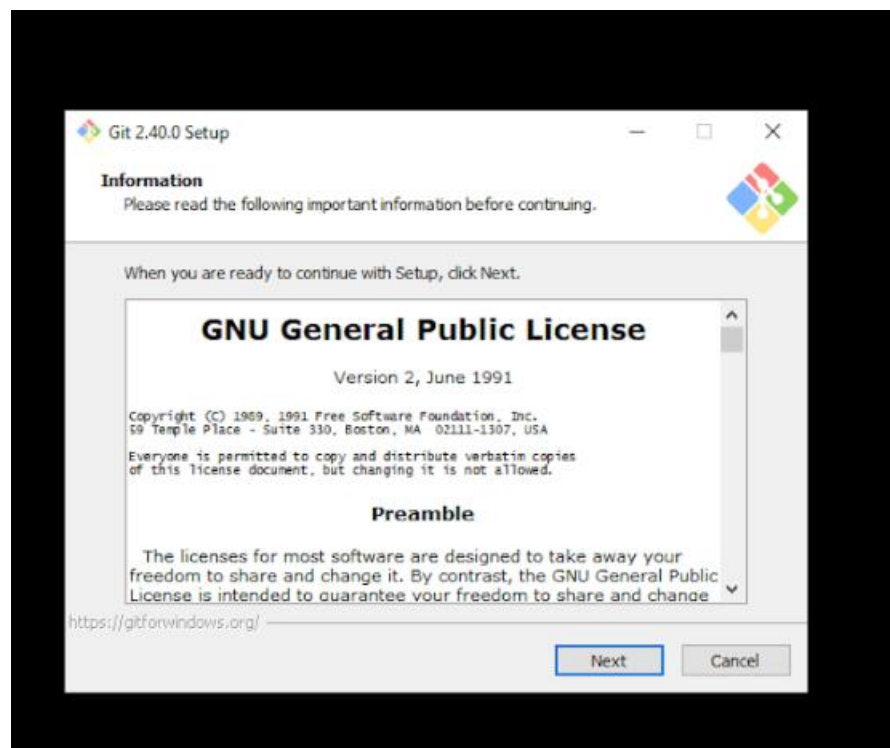 Git 2.40.0 Setup
Information
Please read the following important information before continuing.
When you are ready to continue with Setup, click Next.
GNU General Public License
Version 2, June 1991
Copyright (C) 1989, 1991 Free Software Foundation, Inc.
59 Temple Place - Suite 330, Boston, MA 02111-1307, USA
Everyone is permitted to copy and distribute verbatim copies
of this license document, but changing it is not allowed.
Preamble
The licenses for most software are designed to take away your
freedom to share and change it. By contrast, the GNU General Public
License is intended to guarantee your freedom to share and change
https://gitforwindows.org/
Next
Cancel